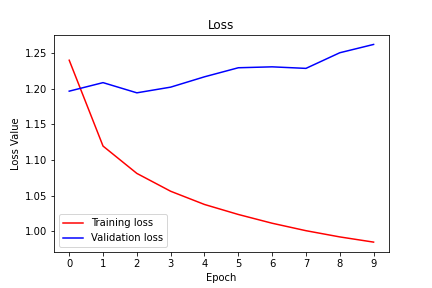 Loss
1.25
1.20
1.15
1.10
1.05
1.00
Loss Value
Training loss
Validation loss
0 1 2 3 4 5 6 7 8 9
Epoch